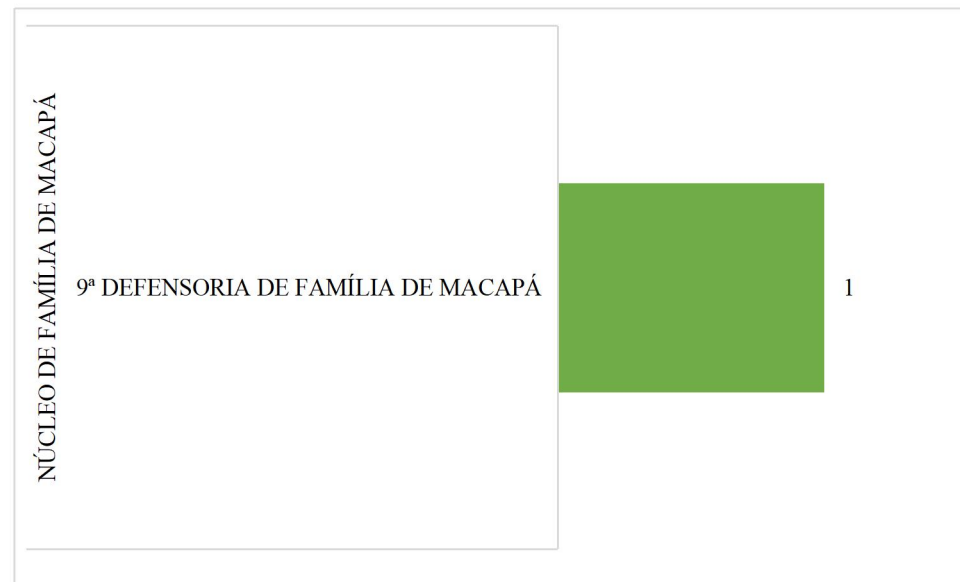 NÚCLEO DE FAMÍLIA DE MACAPÁ
9ª DEFENSORIA DE FAMÍLIA DE MACAPÁ
1